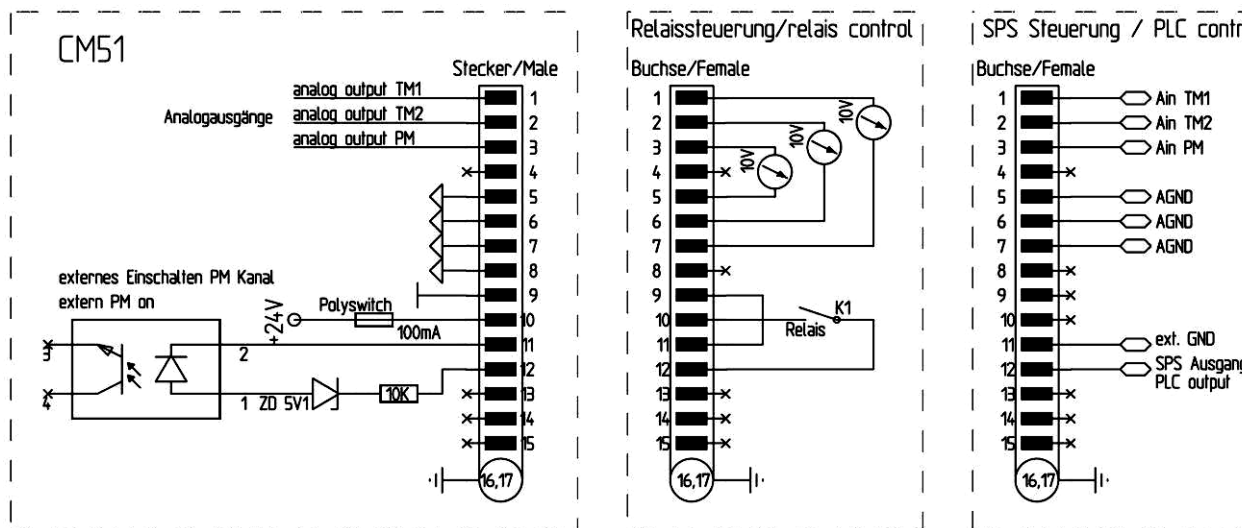 CM51
Stecker/Male
Analogausgänge
analog output TM1
analog output TM2
analog output PM
1
2
3
4
5
6
7
8
9
10
11
12
13
14
15
16,17
externes Einschalten PM Kanal
extern PM on
+24V
Polyswitch
100mA
3
4
2
1
ZD 5V1
10K
Relaissteuerung/relais control
Buchse/Female
1
2
3
4
5
6
7
8
9
10
11
12
13
14
15
16,17
10V
10V
10V
K1
Relais
SPS Steuerung / PLC contr
Buchse/Female
1
2
3
4
5
6
7
8
9
10
11
12
13
14
15
16,17
Ain TM1
Ain TM2
Ain PM
AGND
AGND
AGND
ext. GND
SPS Ausgang
PLC output